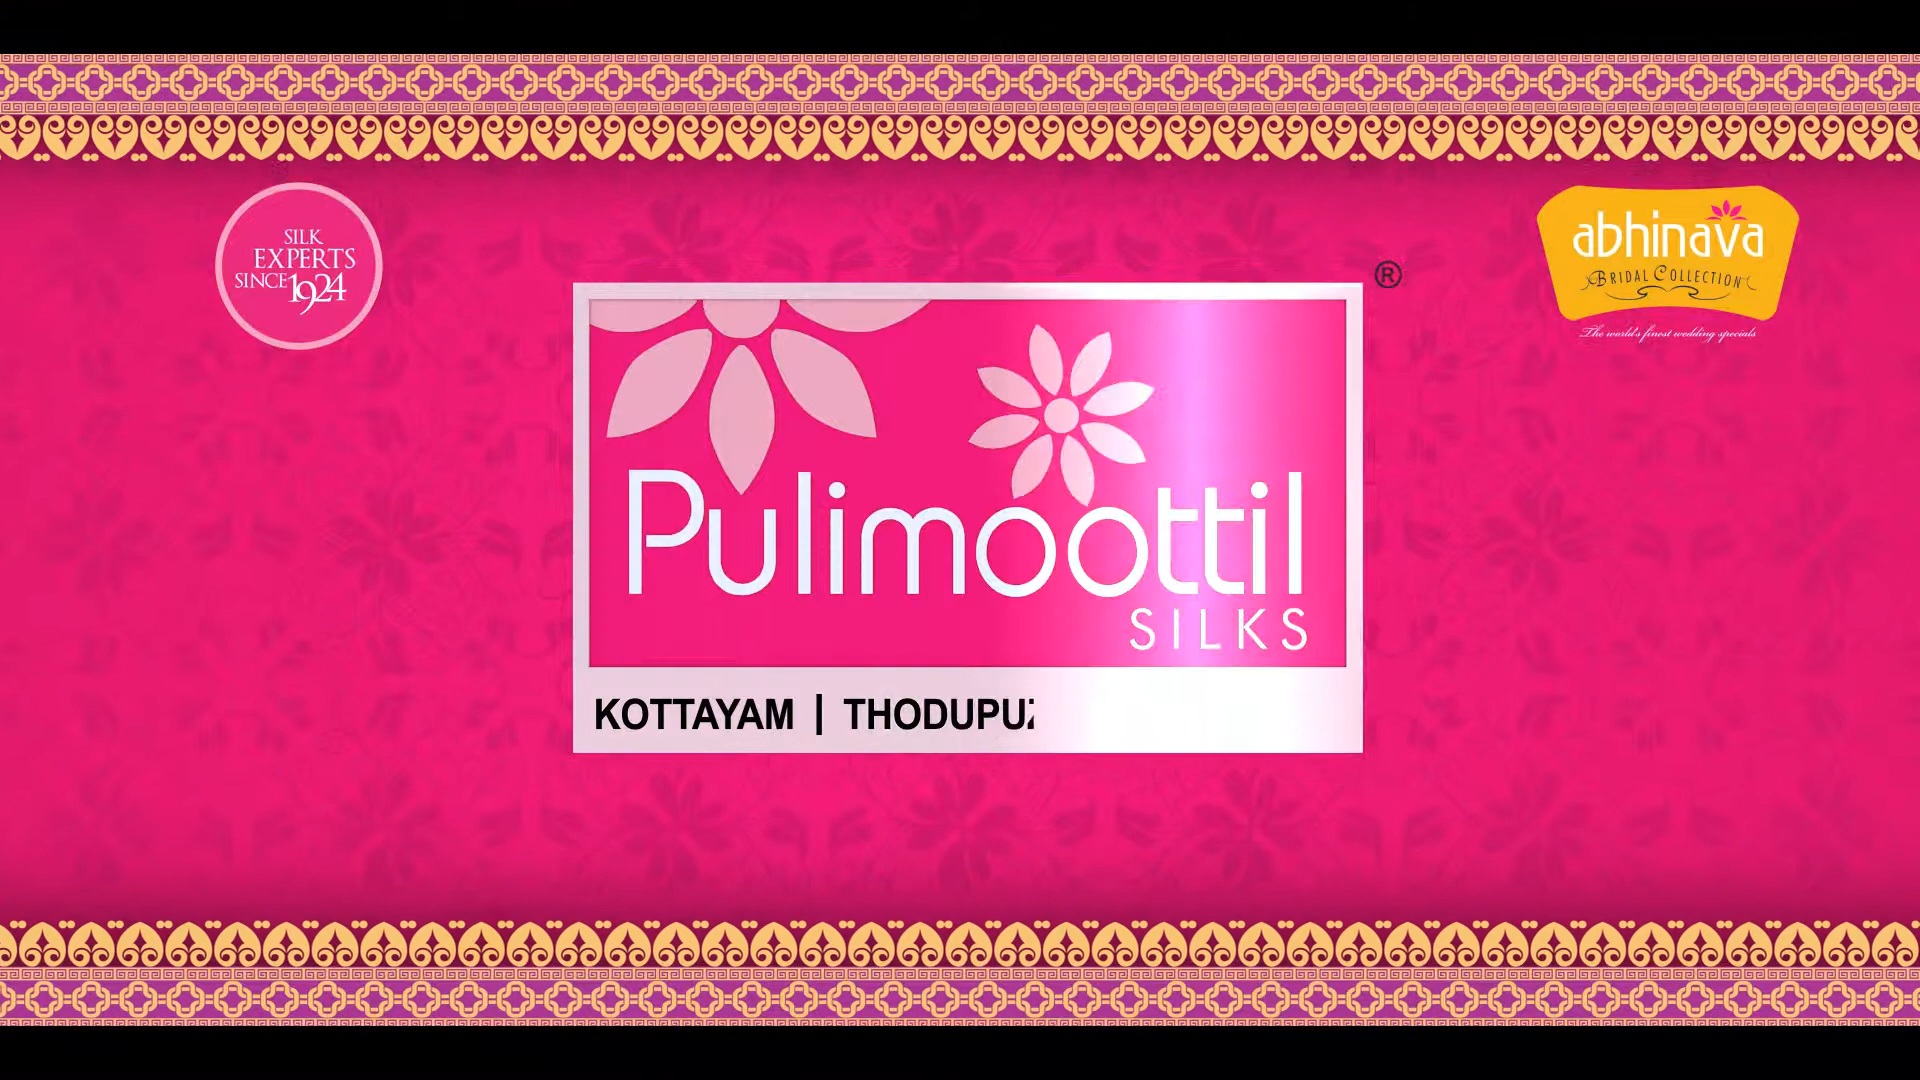 SILK
EXPERTS
SINCE 1924
abhinava
BRIDAL COLLECTION
The world's finest wedding specials
®
Pulimoottil
SILKS
KOTTAYAM | THODUPU